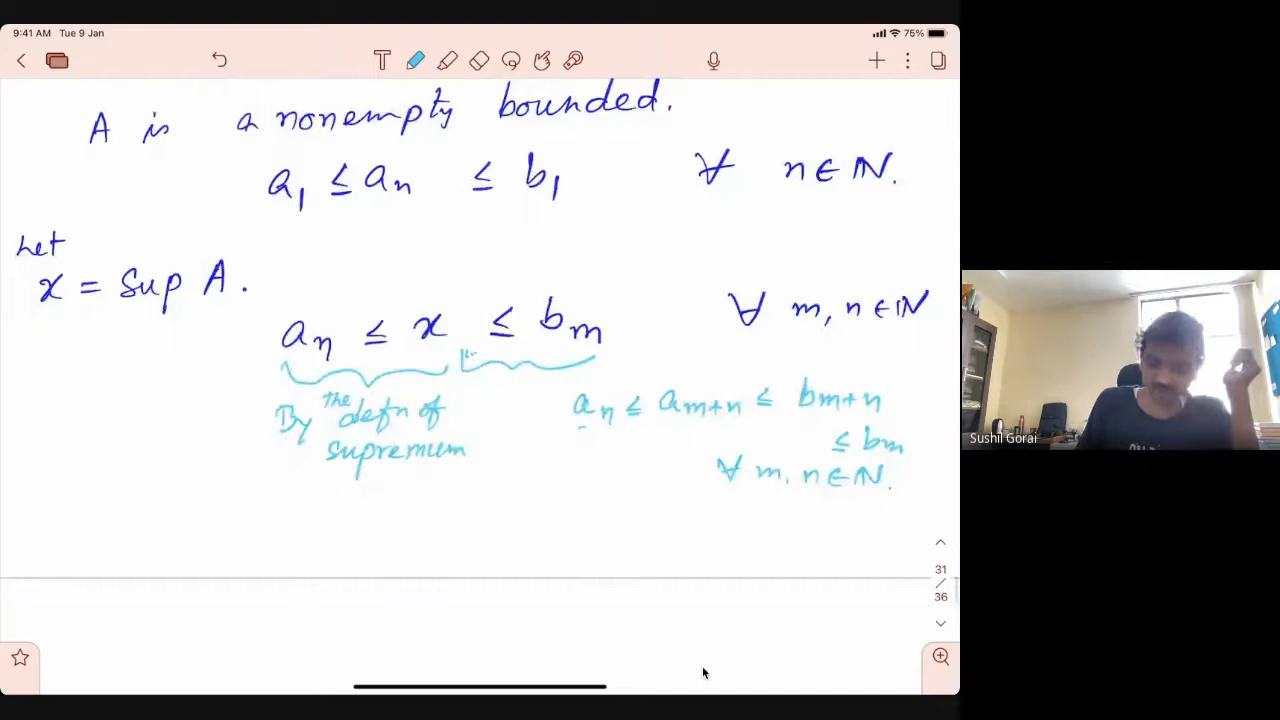 9:41 AM Tue 9 Jan
75%
A is a nonempty bounded.
a₁ ≤ aₙ ≤ b₁ ∀ n ∈ ℕ.
Let
x = Sup A.
aₙ ≤ x ≤ bₘ ∀ m, n ∈ ℕ
By the defn of
supremum
aₙ ≤ aₘ₊ₙ ≤ bₘ₊ₙ
≤ bₘ
∀ m, n ∈ ℕ.
31
/
36
Sushil Gorai